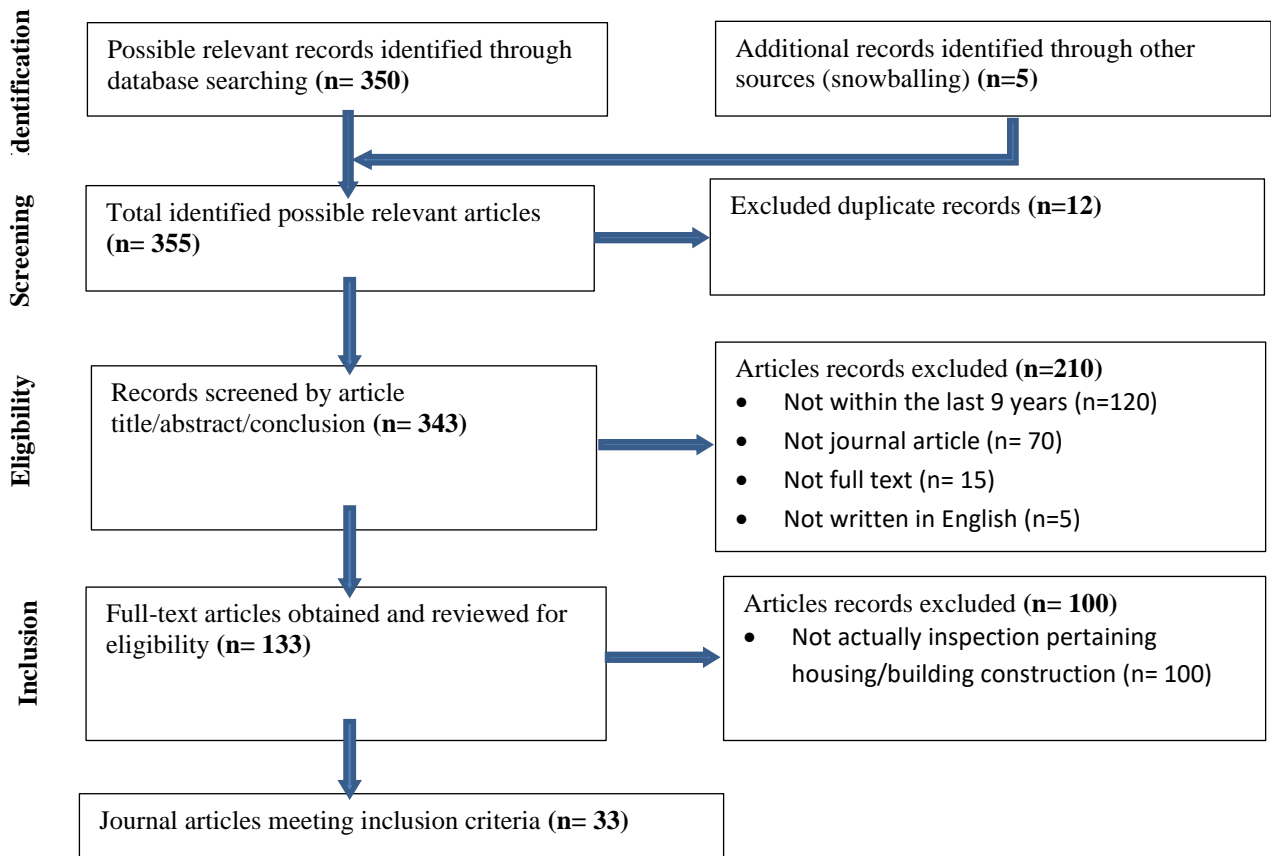 Identification
Possible relevant records identified through
database searching (n= 350)
Additional records identified through other
sources (snowballing) (n=5)
Screening
Total identified possible relevant articles
(n= 355)
Excluded duplicate records (n=12)
Eligibility
Records screened by article
title/abstract/conclusion (n= 343)
Articles records excluded (n=210)
• Not within the last 9 years (n=120)
• Not journal article (n= 70)
• Not full text (n= 15)
• Not written in English (n=5)
Inclusion
Full-text articles obtained and reviewed for
eligibility (n= 133)
Articles records excluded (n= 100)
• Not actually inspection pertaining
housing/building construction (n= 100)
Journal articles meeting inclusion criteria (n= 33)